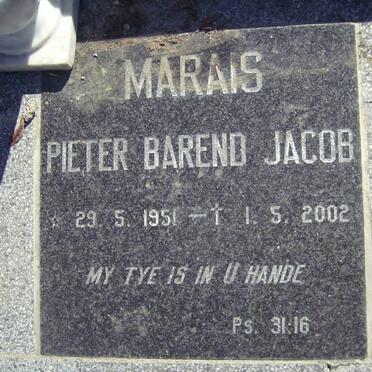 MARAIS
PIETER BAREND JACOB
☆ 29. 5. 1951 — † 1. 5. 2002
MY TYE IS IN U HANDE
Ps. 31:16